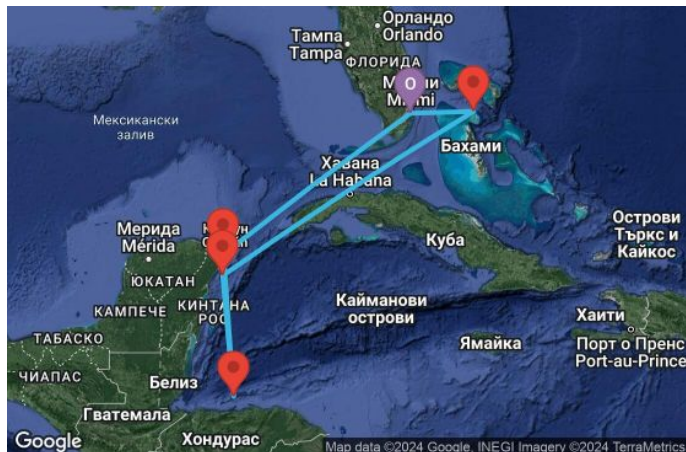 Орландо
Orlando
Тампа
Tampa
ФЛОРИДА
O
Miami
Мексикански
залив
Бахами
Хавана
La Habana
Мерида
Mérida
Куба
Острови
Търкс и
Кайкос
ЮКАТАН
КАМПЕЧЕ
КИНТАНА
РОО
Кайманови
острови
Хаити
ТАБАСКО
Ямайка
Порт о Пренс
Port-au-Prince
ЧИАПАС
Белиз
Гватемала
Хондурас
Google
Map data ©2024 Google, INEGI Imagery ©2024 TerraMetrics